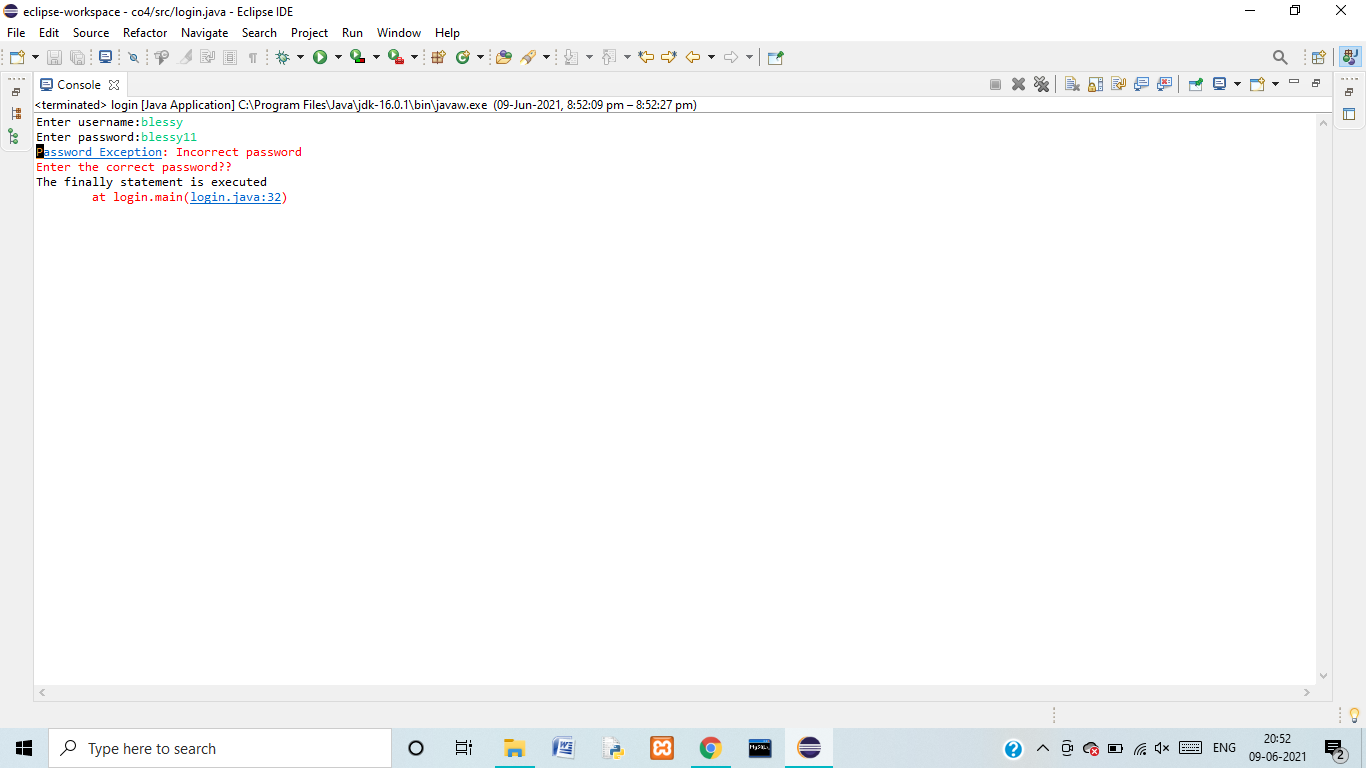 eclipse-workspace - co4/src/login.java - Eclipse IDE
File Edit Source Refactor Navigate Search Project Run Window Help
Console
<terminated> login [Java Application] C:\Program Files\Java\jdk-16.0.1\bin\javaw.exe (09-Jun-2021, 8:52:09 pm – 8:52:27 pm)
Enter username:blessy
Enter password:blessy11
Password Exception: Incorrect password
Enter the correct password??
The finally statement is executed
at login.main(login.java:32)
Type here to search
ENG
20:52
09-06-2021
2